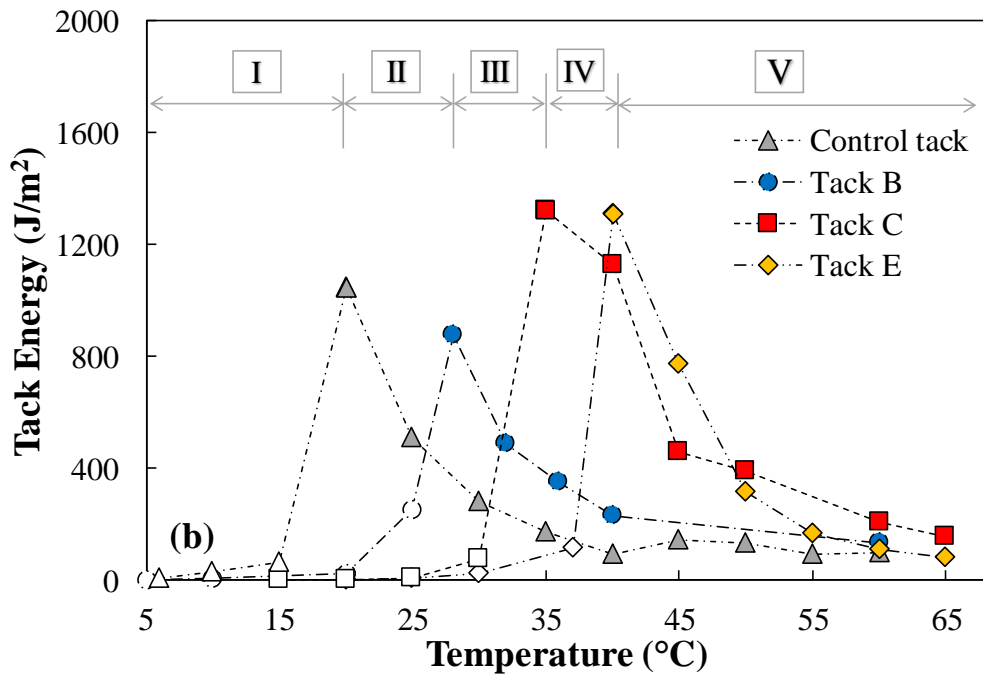 2000
I II III IV V
1600
Control tack
Tack B
1200
Tack C
Tack E
800
400
(b)
0
5 15 25 35 45 55 65
Temperature (°C)
Tack Energy (J/m²)